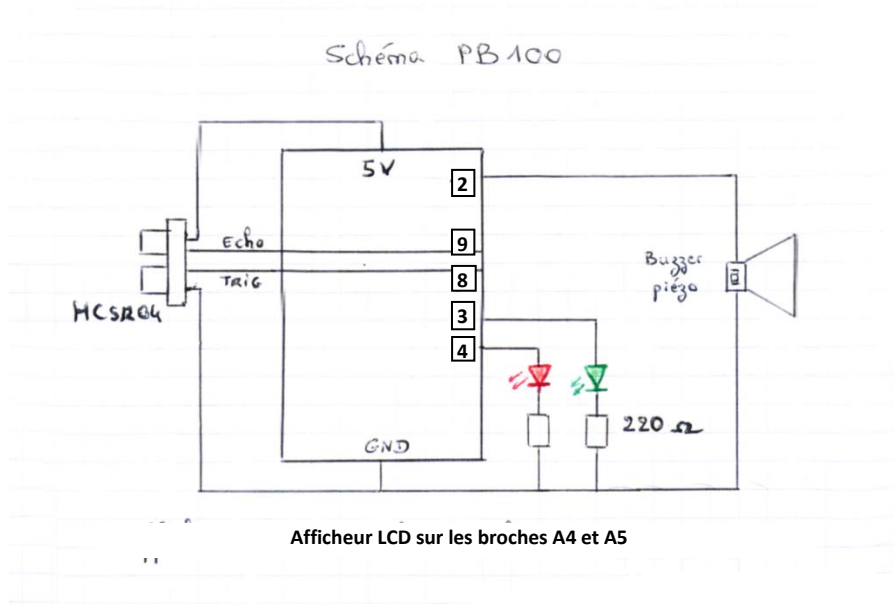 Schéma PB100
5V
2
Echo
9
TRIG
8
HCSR04
Buzzer
piézo
3
4
220 Ω
GND
Afficheur LCD sur les broches A4 et A5